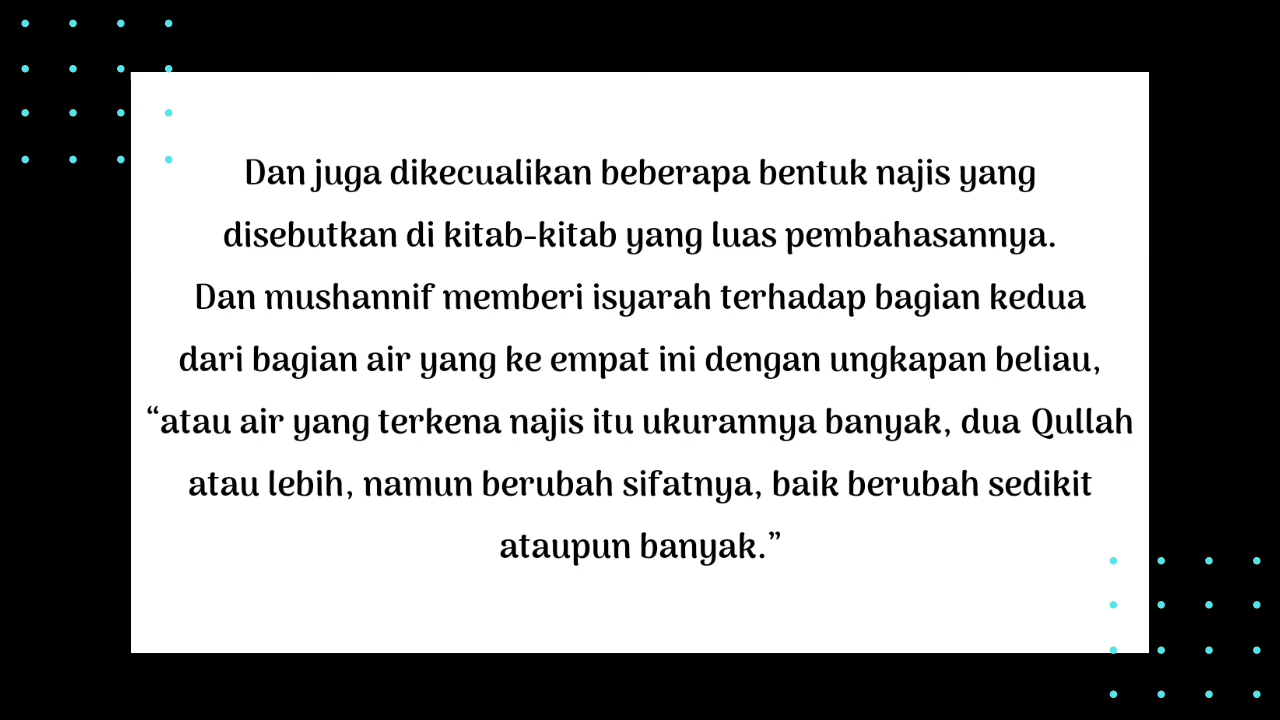 Dan juga dikecualikan beberapa bentuk najis yang
disebutkan di kitab-kitab yang luas pembahasannya.
Dan mushannif memberi isyarah terhadap bagian kedua
dari bagian air yang ke empat ini dengan ungkapan beliau,
“atau air yang terkena najis itu ukurannya banyak, dua Qullah
atau lebih, namun berubah sifatnya, baik berubah sedikit
ataupun banyak.”